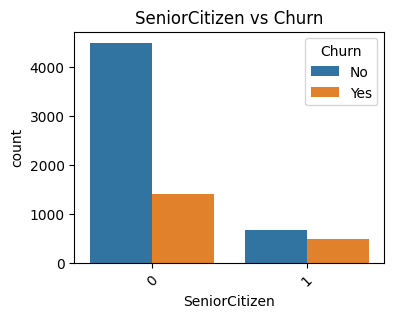 SeniorCitizen vs Churn
Churn
No
Yes
4000
3000
2000
1000
0
count
0
1
SeniorCitizen